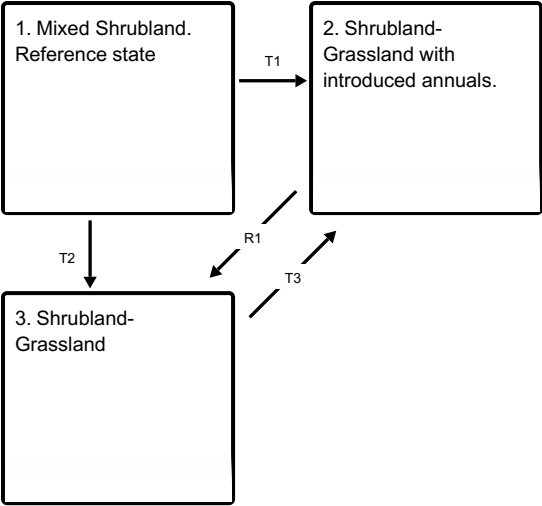 1. Mixed Shrubland.
Reference state
T1
2. Shrubland-
Grassland with
introduced annuals.
T2
R1
T3
3. Shrubland-
Grassland